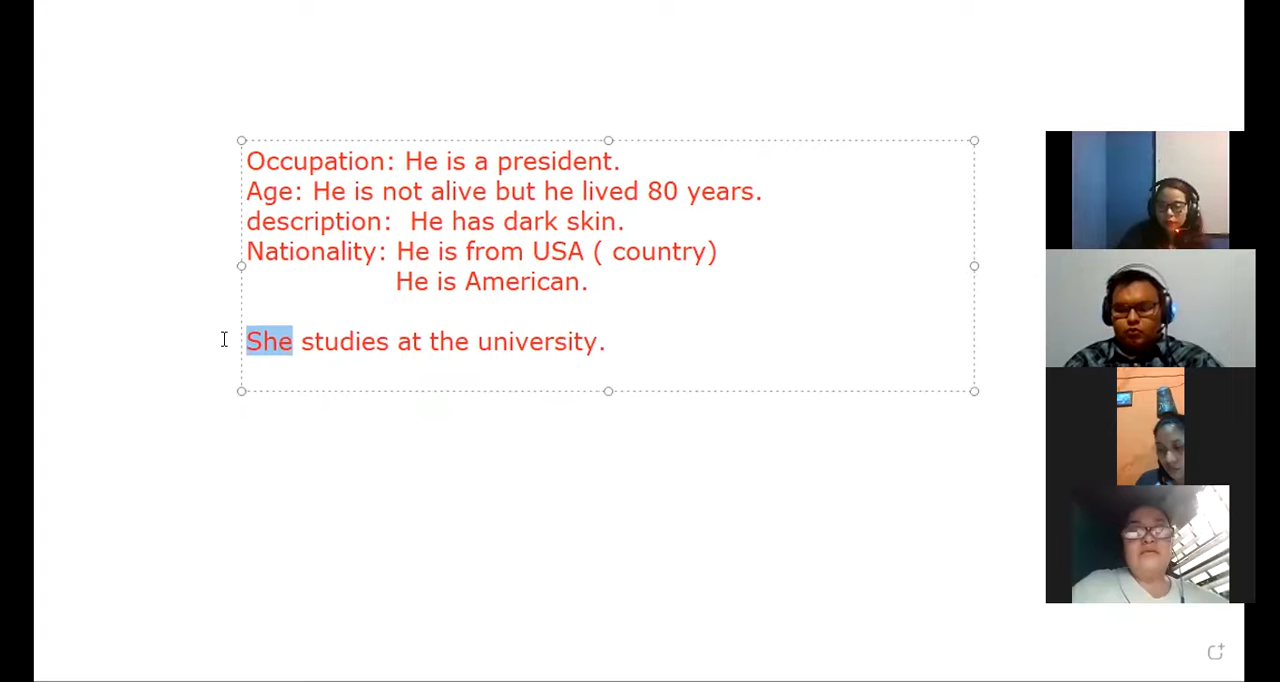 Occupation: He is a president.
Age: He is not alive but he lived 80 years.
description:  He has dark skin.
Nationality: He is from USA ( country)
He is American.
She studies at the university.